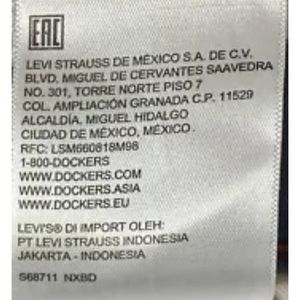 EAC
LEVI STRAUSS DE MÉXICO S.A. DE C.V.
BLVD. MIGUEL DE CERVANTES SAAVEDRA
NO. 301, TORRE NORTE PISO 7
COL. AMPLIACIÓN GRANADA C.P. 11529
ALCALDÍA. MIGUEL HIDALGO
CIUDAD DE MÉXICO, MÉXICO
RFC: LSM660818M98
1-800-DOCKERS
WWW.DOCKERS.COM
WWW.DOCKERS.ASIA
WWW.DOCKERS.EU
LEVI'S® DI IMPORT OLEH:
PT LEVI STRAUSS INDONESIA
JAKARTA - INDONESIA
S68711 NXBD